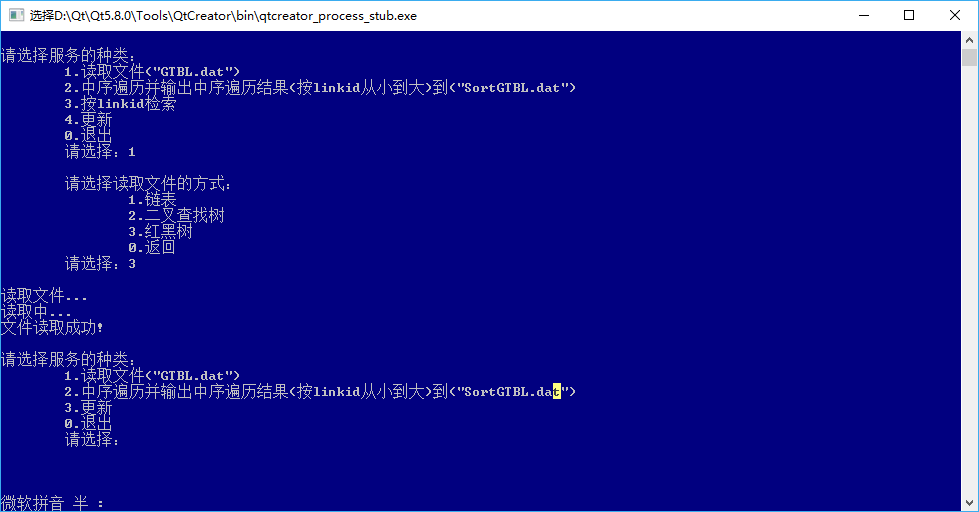 选择D:\Qt\Qt5.8.0\Tools\QtCreator\bin\qtcreator_process_stub.exe
请选择服务的种类:
1.读取文件("GTBL.dat")
2.中序遍历并输出中序遍历结果(按linkid从小到大)到("SortGTBL.dat")
3.按linkid检索
4.更新
0.退出
请选择: 1
请选择读取文件的方式:
1.链表
2.二叉查找树
3.红黑树
0.返回
请选择: 3
读取文件...
读取中...
文件读取成功!
请选择服务的种类:
1.读取文件("GTBL.dat")
2.中序遍历并输出中序遍历结果(按linkid从小到大)到("SortGTBL.dat")
3.更新
0.退出
请选择:
微软拼音 半 :